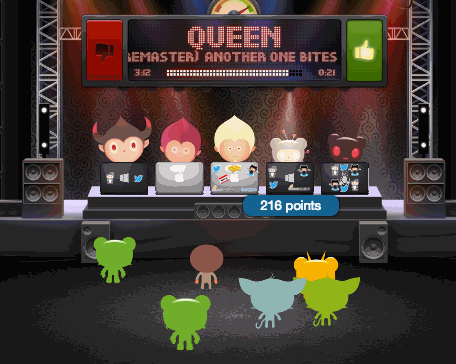 QUEEN
REMASTER) ANOTHER ONE BITES
3:12
0:21
216 points